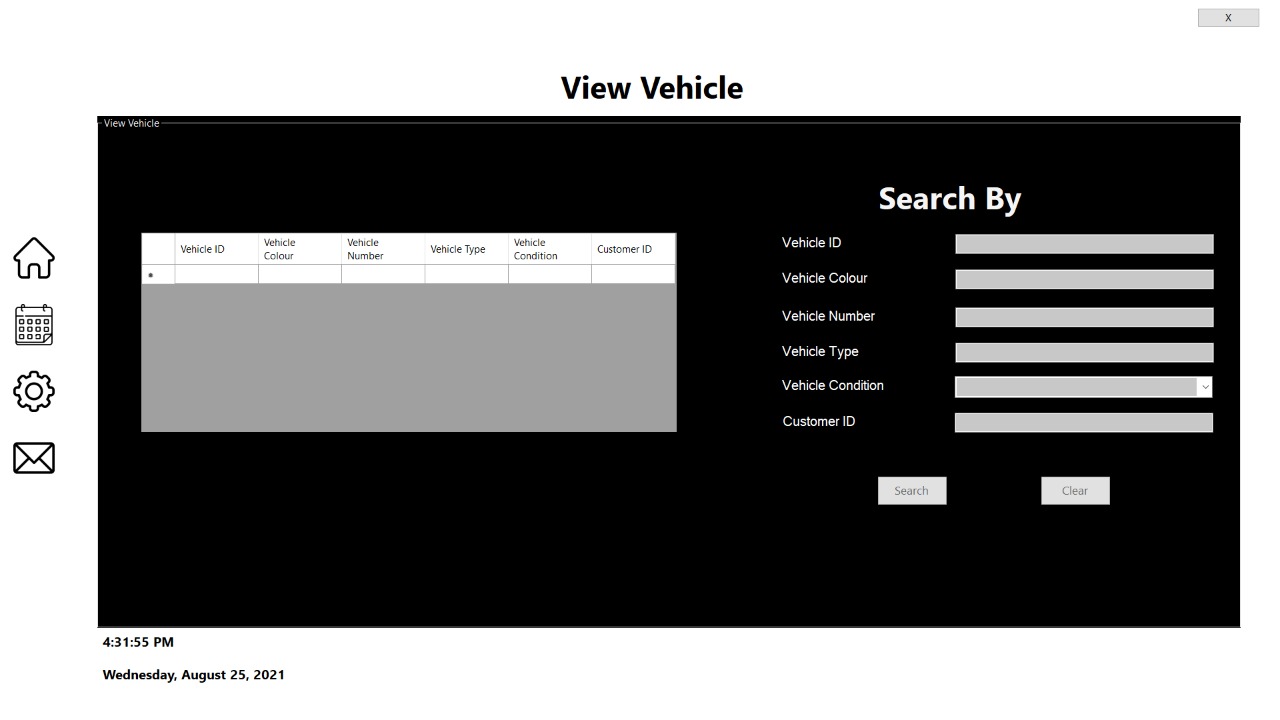 X
View Vehicle
View Vehicle
Search By
Vehicle ID
Vehicle Colour
Vehicle Number
Vehicle Type
Vehicle Condition
Customer ID
Vehicle ID
Vehicle Colour
Vehicle Number
Vehicle Type
Vehicle Condition
Customer ID
Search
Clear
4:31:55 PM
Wednesday, August 25, 2021